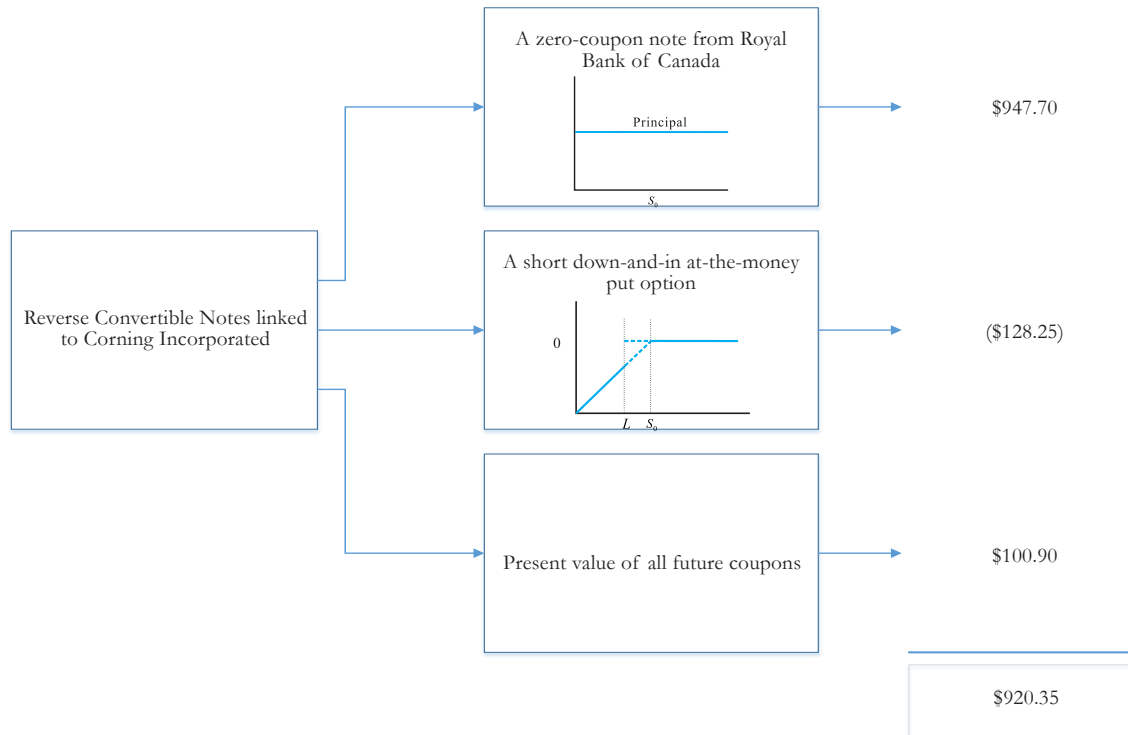 A zero-coupon note from Royal
Bank of Canada
Principal
S₀
$947.70
Reverse Convertible Notes linked
to Corning Incorporated
A short down-and-in at-the-money
put option
0
L S₀
($128.25)
Present value of all future coupons
$100.90
$920.35